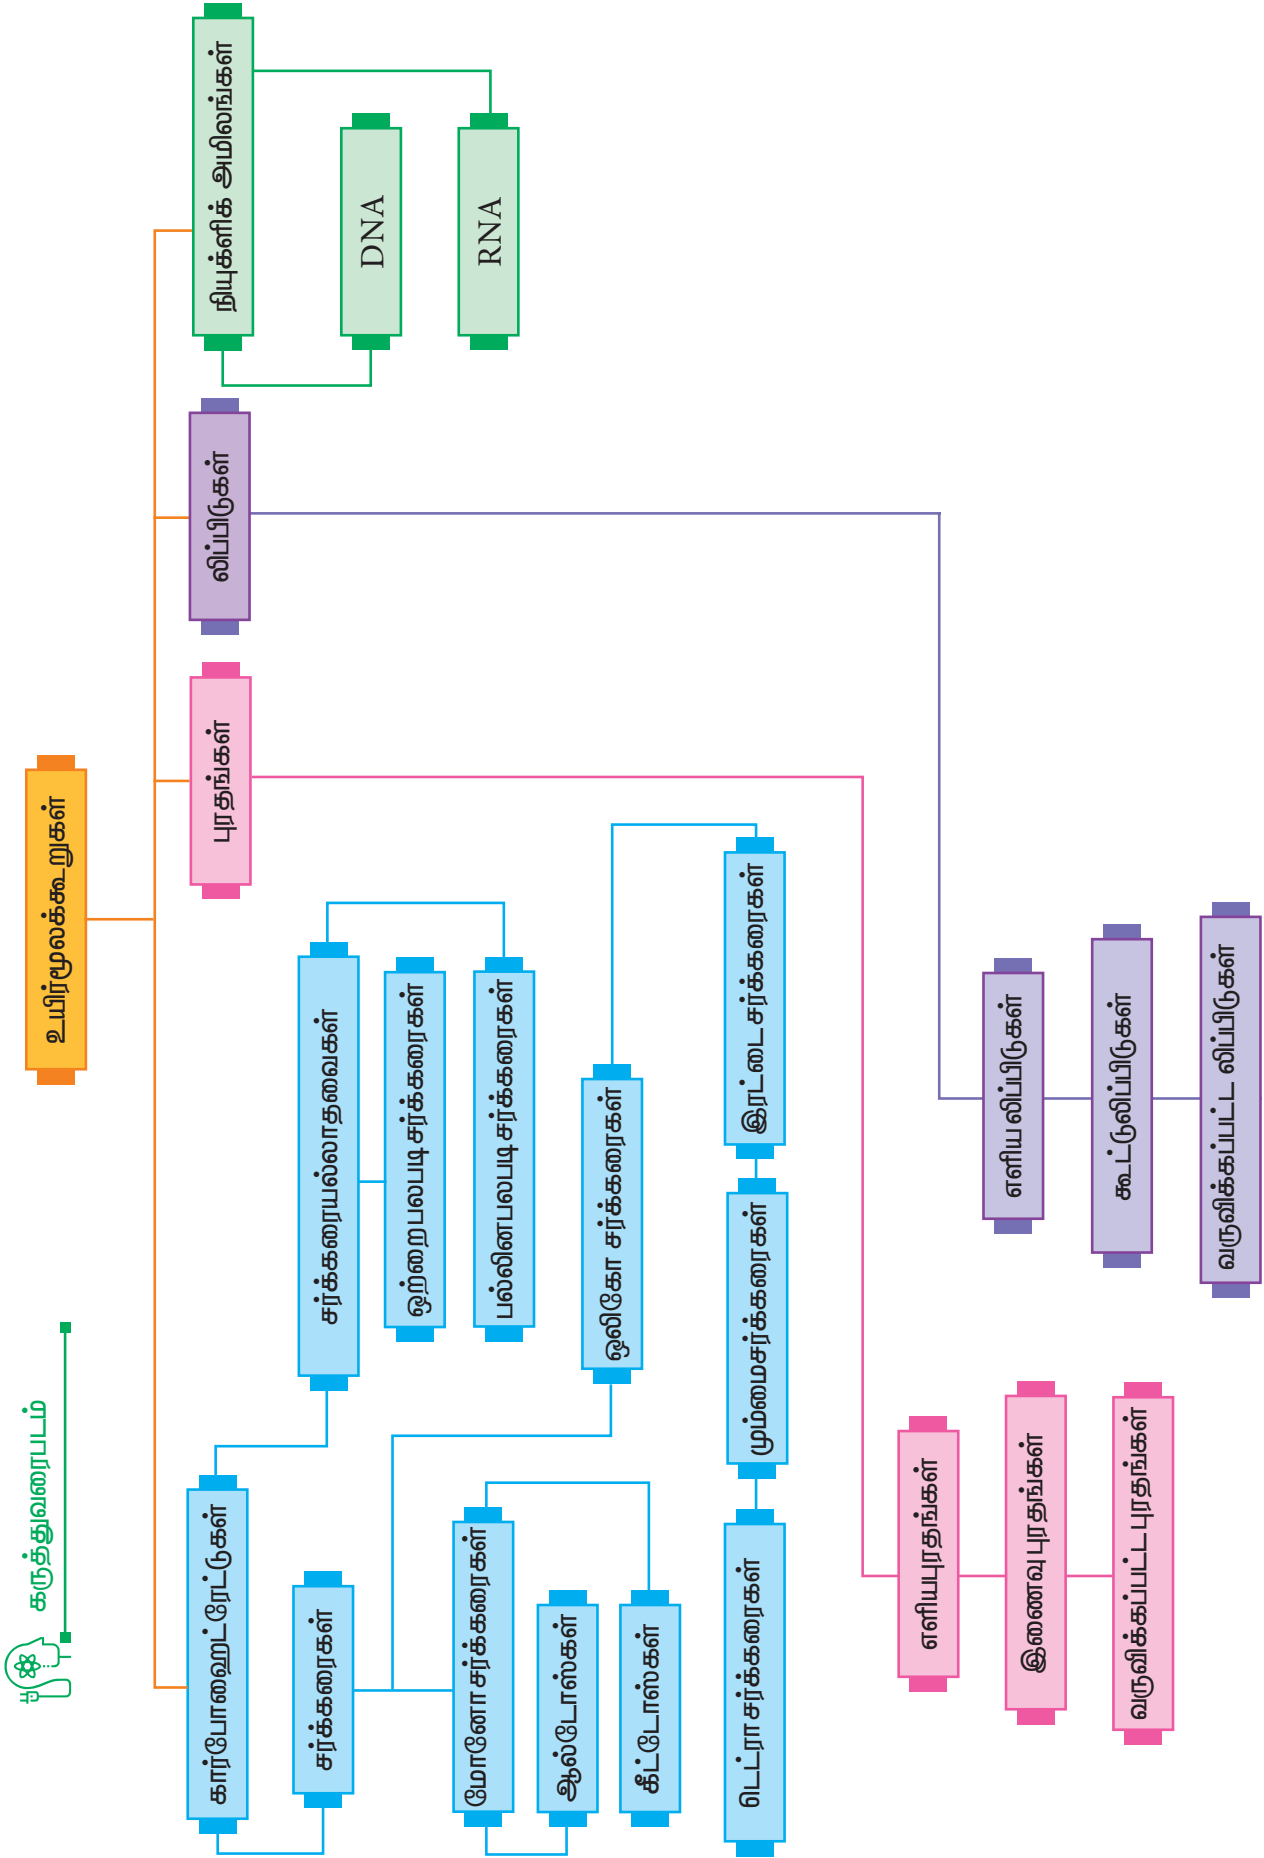 கருத்துவரைபடம்
உயிர்மூலக்கூறுகள்
கார்போஹைட்ரேட்டுகள்
புரதங்கள்
லிப்பிடுகள்
நியுக்ளிக் அமிலங்கள்
சர்க்கரைகள்
சர்க்கரையல்லாதவைகள்
ஒற்றைபலபடி சர்க்கரைகள்
பல்லினபலபடி சர்க்கரைகள்
DNA
RNA
மோனோ சர்க்கரைகள்
ஆல்டோஸ்கள்
கீட்டோஸ்கள்
ஒலிகோ சர்க்கரைகள்
டெட்ரா சர்க்கரைகள்
மும்மைசர்க்கரைகள்
இரட்டைசர்க்கரைகள்
எளியபுரதங்கள்
இணைவு புரதங்கள்
வருவிக்கப்பட்ட புரதங்கள்
எளிய லிப்பிடுகள்
கூட்டுலிப்பிடுகள்
வருவிக்கப்பட்ட லிப்பிடுகள்